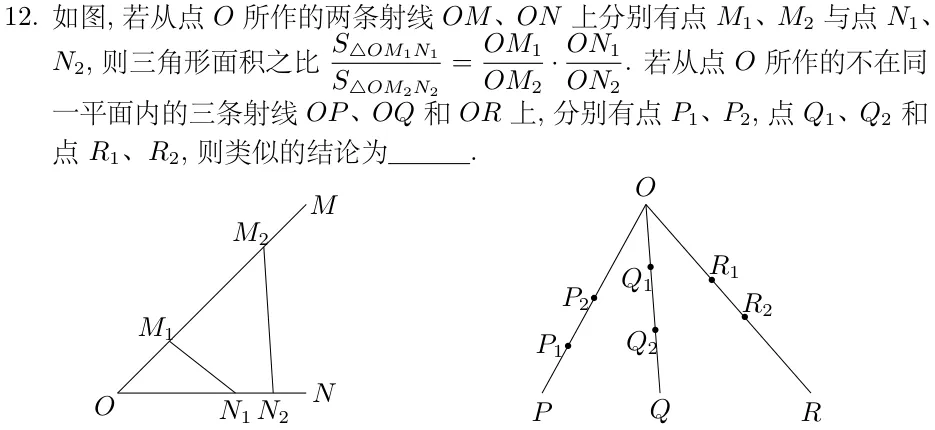 12. 如图, 若从点 O 所作的两条射线 OM、ON 上分别有点 M₁、M₂ 与点 N₁、
N₂, 则三角形面积之比 S△OM₁N₁/S△OM₂N₂ = OM₁/OM₂ · ON₁/ON₂. 若从点 O 所作的不在同
一平面内的三条射线 OP、OQ 和 OR 上, 分别有点 P₁、P₂, 点 Q₁、Q₂ 和
点 R₁、R₂, 则类似的结论为______.
M
M₂
M₁
O
N₁
N₂
N
O
R₁
Q₁
P₂
R₂
P₁
Q₂
P
Q
R